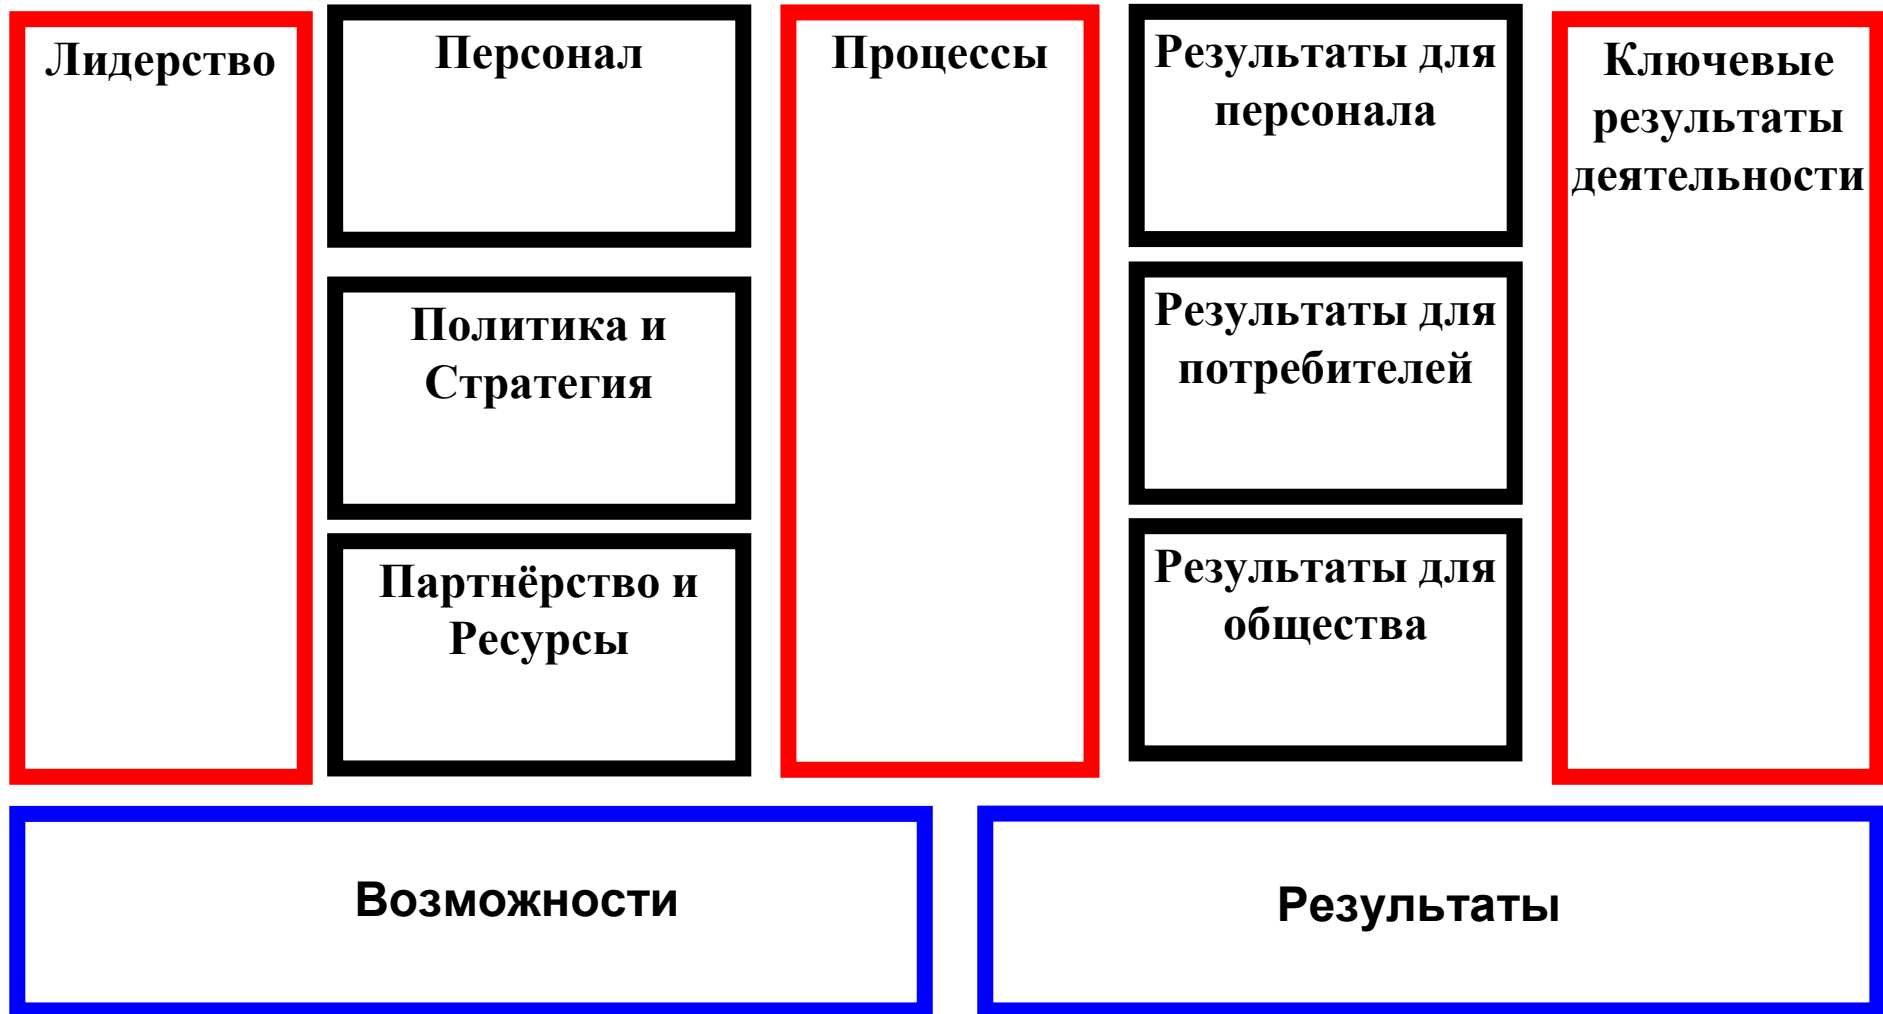 Лидерство
Персонал
Политика и
Стратегия
Партнёрство и
Ресурсы
Процессы
Результаты для
персонала
Результаты для
потребителей
Результаты для
общества
Ключевые
результаты
деятельности
Возможности
Результаты